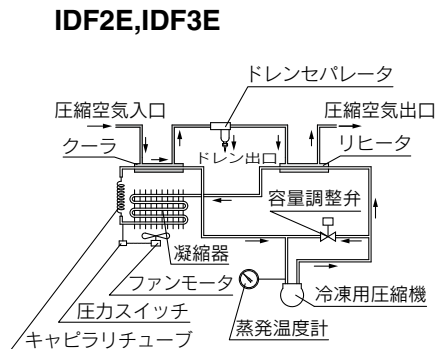 IDF2E,IDF3E
ドレンセパレータ
圧縮空気入口
圧縮空気出口
クーラ
リヒータ
ドレン出口
容量調整弁
凝縮器
ファンモータ
冷凍用圧縮機
圧力スイッチ
蒸発温度計
キャピラリチューブ